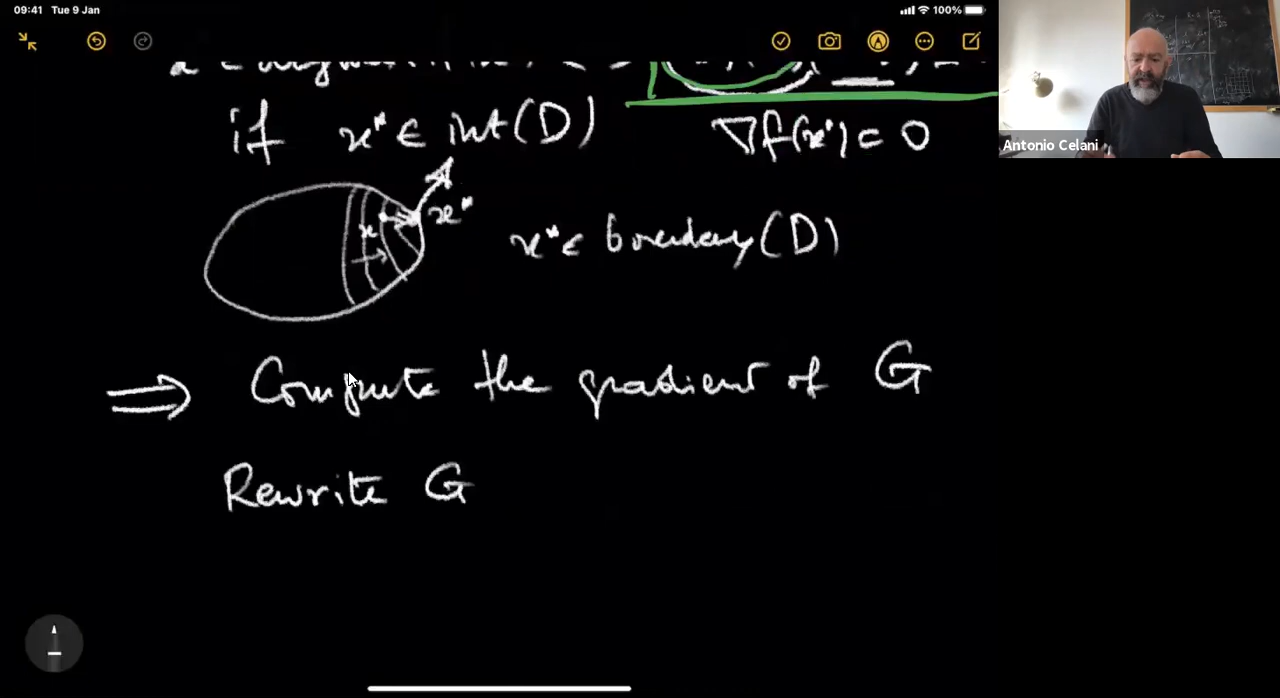 09:41 Tue 9 Jan 100%
Antonio Celani
if x* ∈ int(D) ∇f(x*) = 0
x*
x
x* ∈ boundary(D)
⇒ Compute the gradient of G
Rewrite G